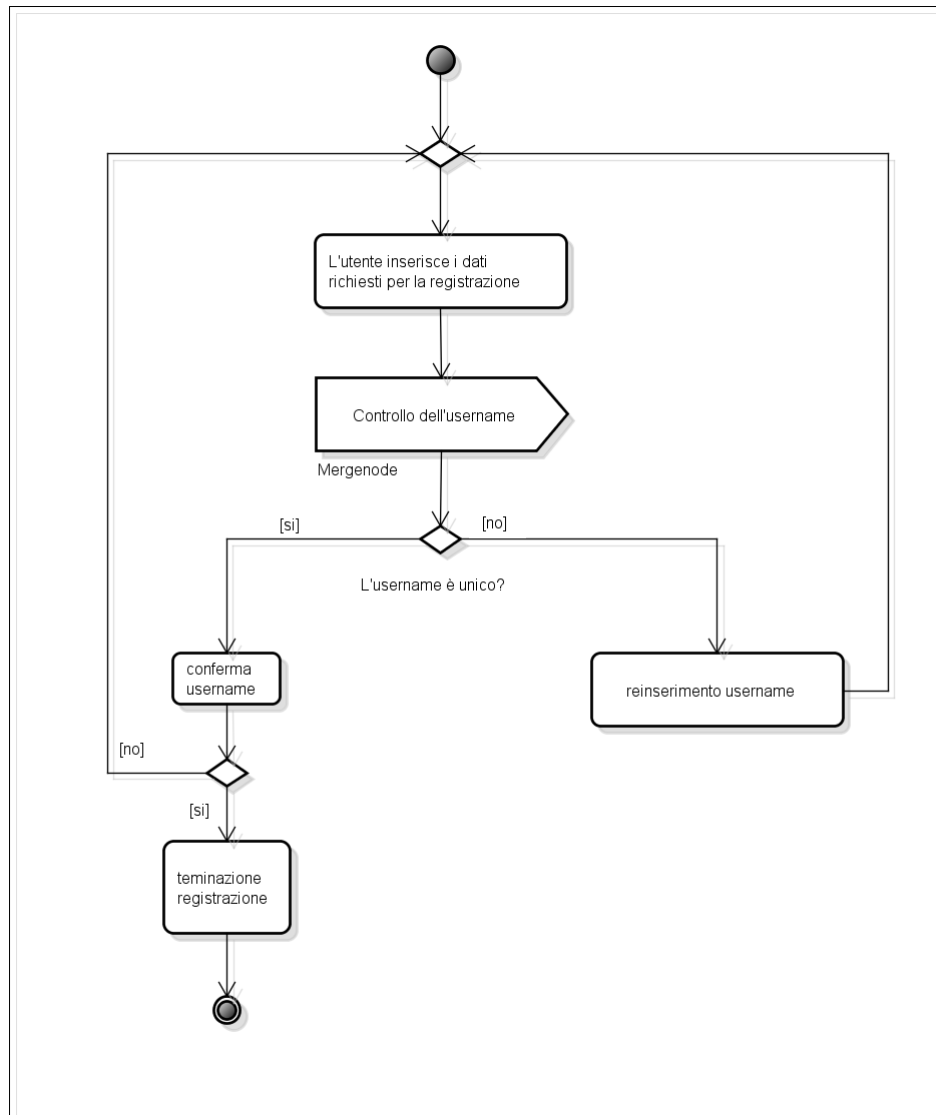 L'utente inserisce i dati
richiesti per la registrazione
Controllo dell'username
Mergenode
[si]
[no]
L'username è unico?
conferma
username
reinserimento username
[no]
[si]
teminazione
registrazione